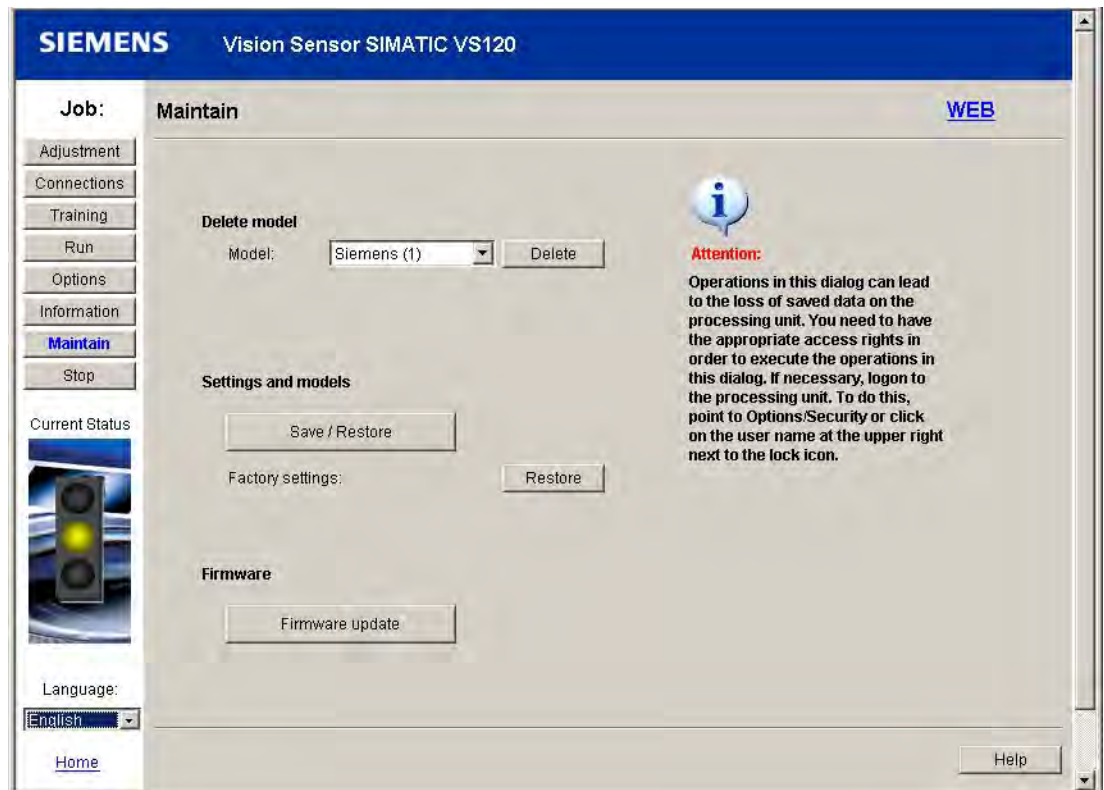 SIEMENS Vision Sensor SIMATIC VS120
Job:
Maintain
WEB
Adjustment
Connections
Training
Run
Options
Information
Maintain
Stop
Current Status
Language:
English
Home
Delete model
Model: Siemens (1) Delete
Settings and models
Save / Restore
Factory settings: Restore
Firmware
Firmware update
i
Attention:
Operations in this dialog can lead
to the loss of saved data on the
processing unit. You need to have
the appropriate access rights in
order to execute the operations in
this dialog. If necessary, logon to
the processing unit. To do this,
point to Options/Security or click
on the user name at the upper right
next to the lock icon.
Help